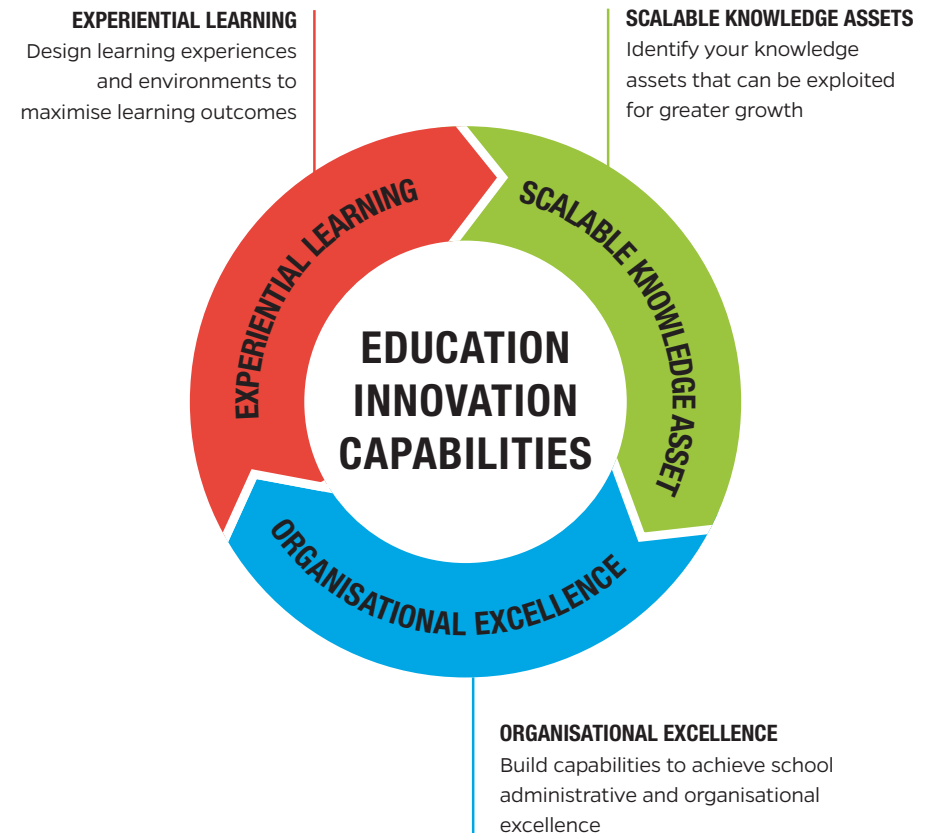 EXPERIENTIAL LEARNING
Design learning experiences
and environments to
maximise learning outcomes
SCALABLE KNOWLEDGE ASSETS
Identify your knowledge
assets that can be exploited
for greater growth
EXPERIENTIAL LEARNING
SCALABLE KNOWLEDGE ASSET
EDUCATION
INNOVATION
CAPABILITIES
ORGANISATIONAL EXCELLENCE
ORGANISATIONAL EXCELLENCE
Build capabilities to achieve school
administrative and organisational
excellence